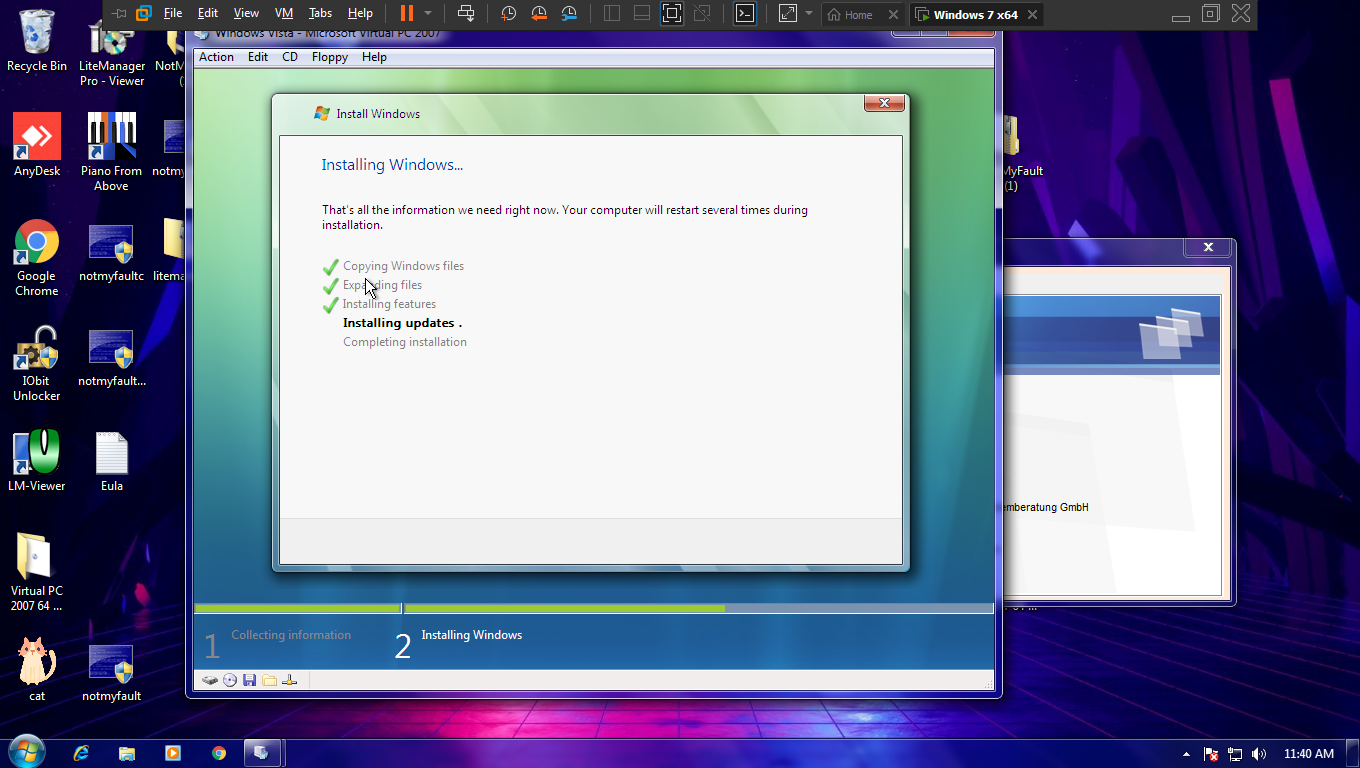 File Edit View VM Tabs Help
Home
Windows 7 x64
Windows Vista - Microsoft Virtual PC 2007
Action Edit CD Floppy Help
Install Windows
Installing Windows...
That's all the information we need right now. Your computer will restart several times during
installation.
Copying Windows files
Expanding files
Installing features
Installing updates .
Completing installation
1 Collecting information
2 Installing Windows
Recycle Bin
LiteManager
Pro - Viewer
AnyDesk
Piano From
Above
Google
Chrome
notmyfaultc
IObit
Unlocker
notmyfault...
LM-Viewer
Eula
Virtual PC
2007 64 ...
cat
notmyfault
NotM
(
notmy
litema
MyFault
(1)
emberatung GmbH
11:40 AM